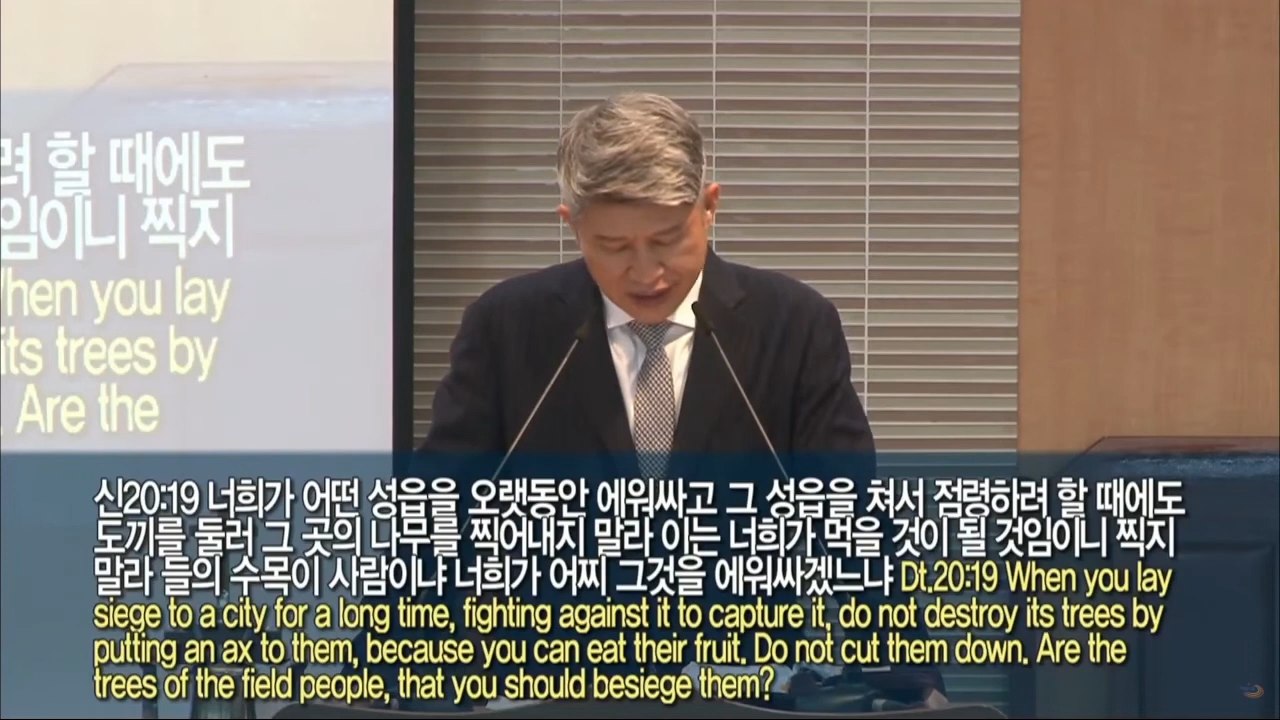 려 할 때에도
임이니 찍지
When you lay
its trees by
. Are the
신20:19 너희가 어떤 성읍을 오랫동안 에워싸고 그 성읍을 쳐서 점령하려 할 때에도
도끼를 둘러 그 곳의 나무를 찍어내지 말라 이는 너희가 먹을 것이 될 것임이니 찍지
말라 들의 수목이 사람이냐 너희가 어찌 그것을 에워싸겠느냐 Dt.20:19 When you lay
siege to a city for a long time, fighting against it to capture it, do not destroy its trees by
putting an ax to them, because you can eat their fruit. Do not cut them down. Are the
trees of the field people, that you should besiege them?